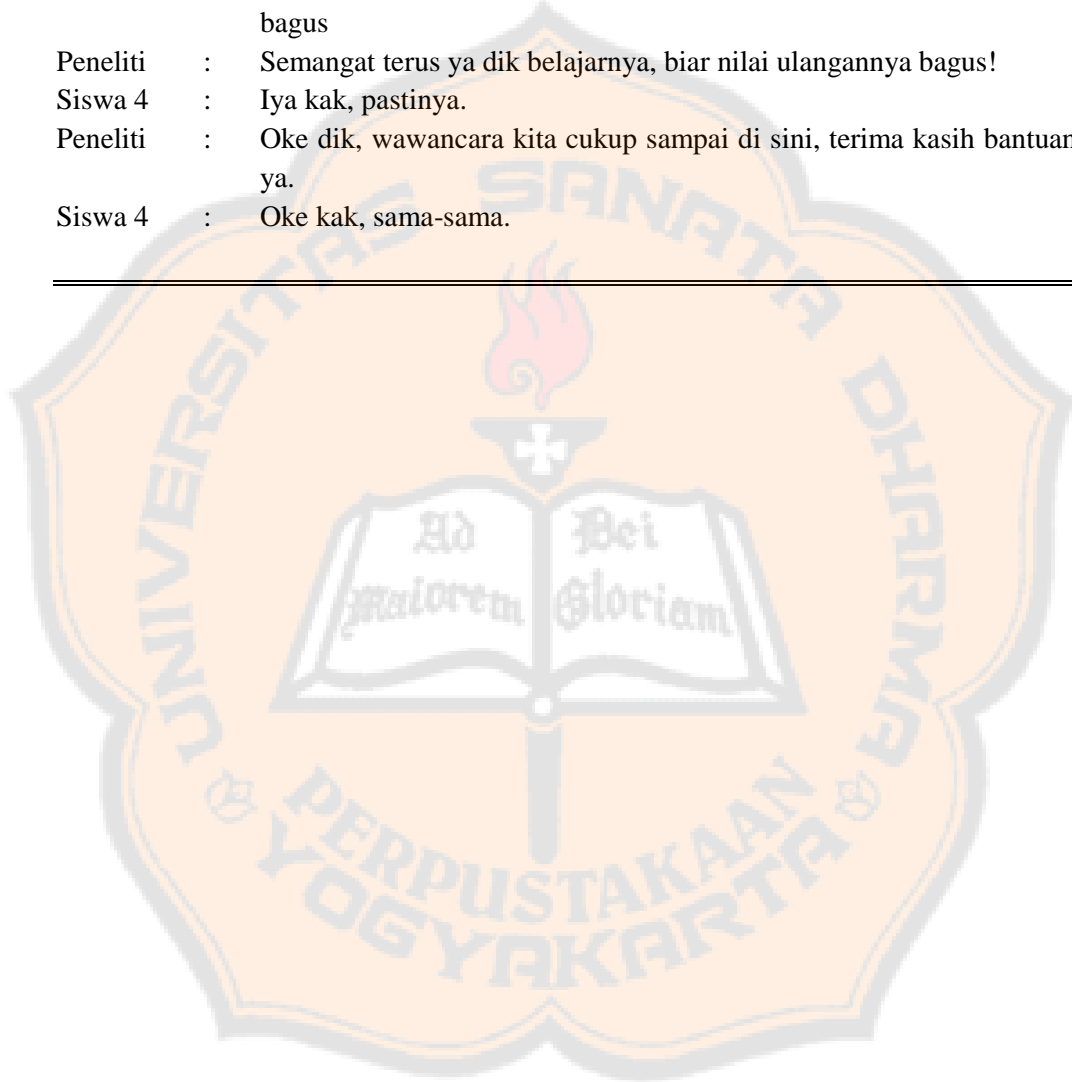 bagus
Peneliti : Semangat terus ya dik belajarnya, biar nilai ulangannya bagus!
Siswa 4 : Iya kak, pastinya.
Peneliti : Oke dik, wawancara kita cukup sampai di sini, terima kasih bantuan
ya.
Siswa 4 : Oke kak, sama-sama.
UNIVERSITAS SANATA DHARMA
Ad Dei
Maiorem Gloriam
PERPUSTAKAAN
YOGYAKARTA